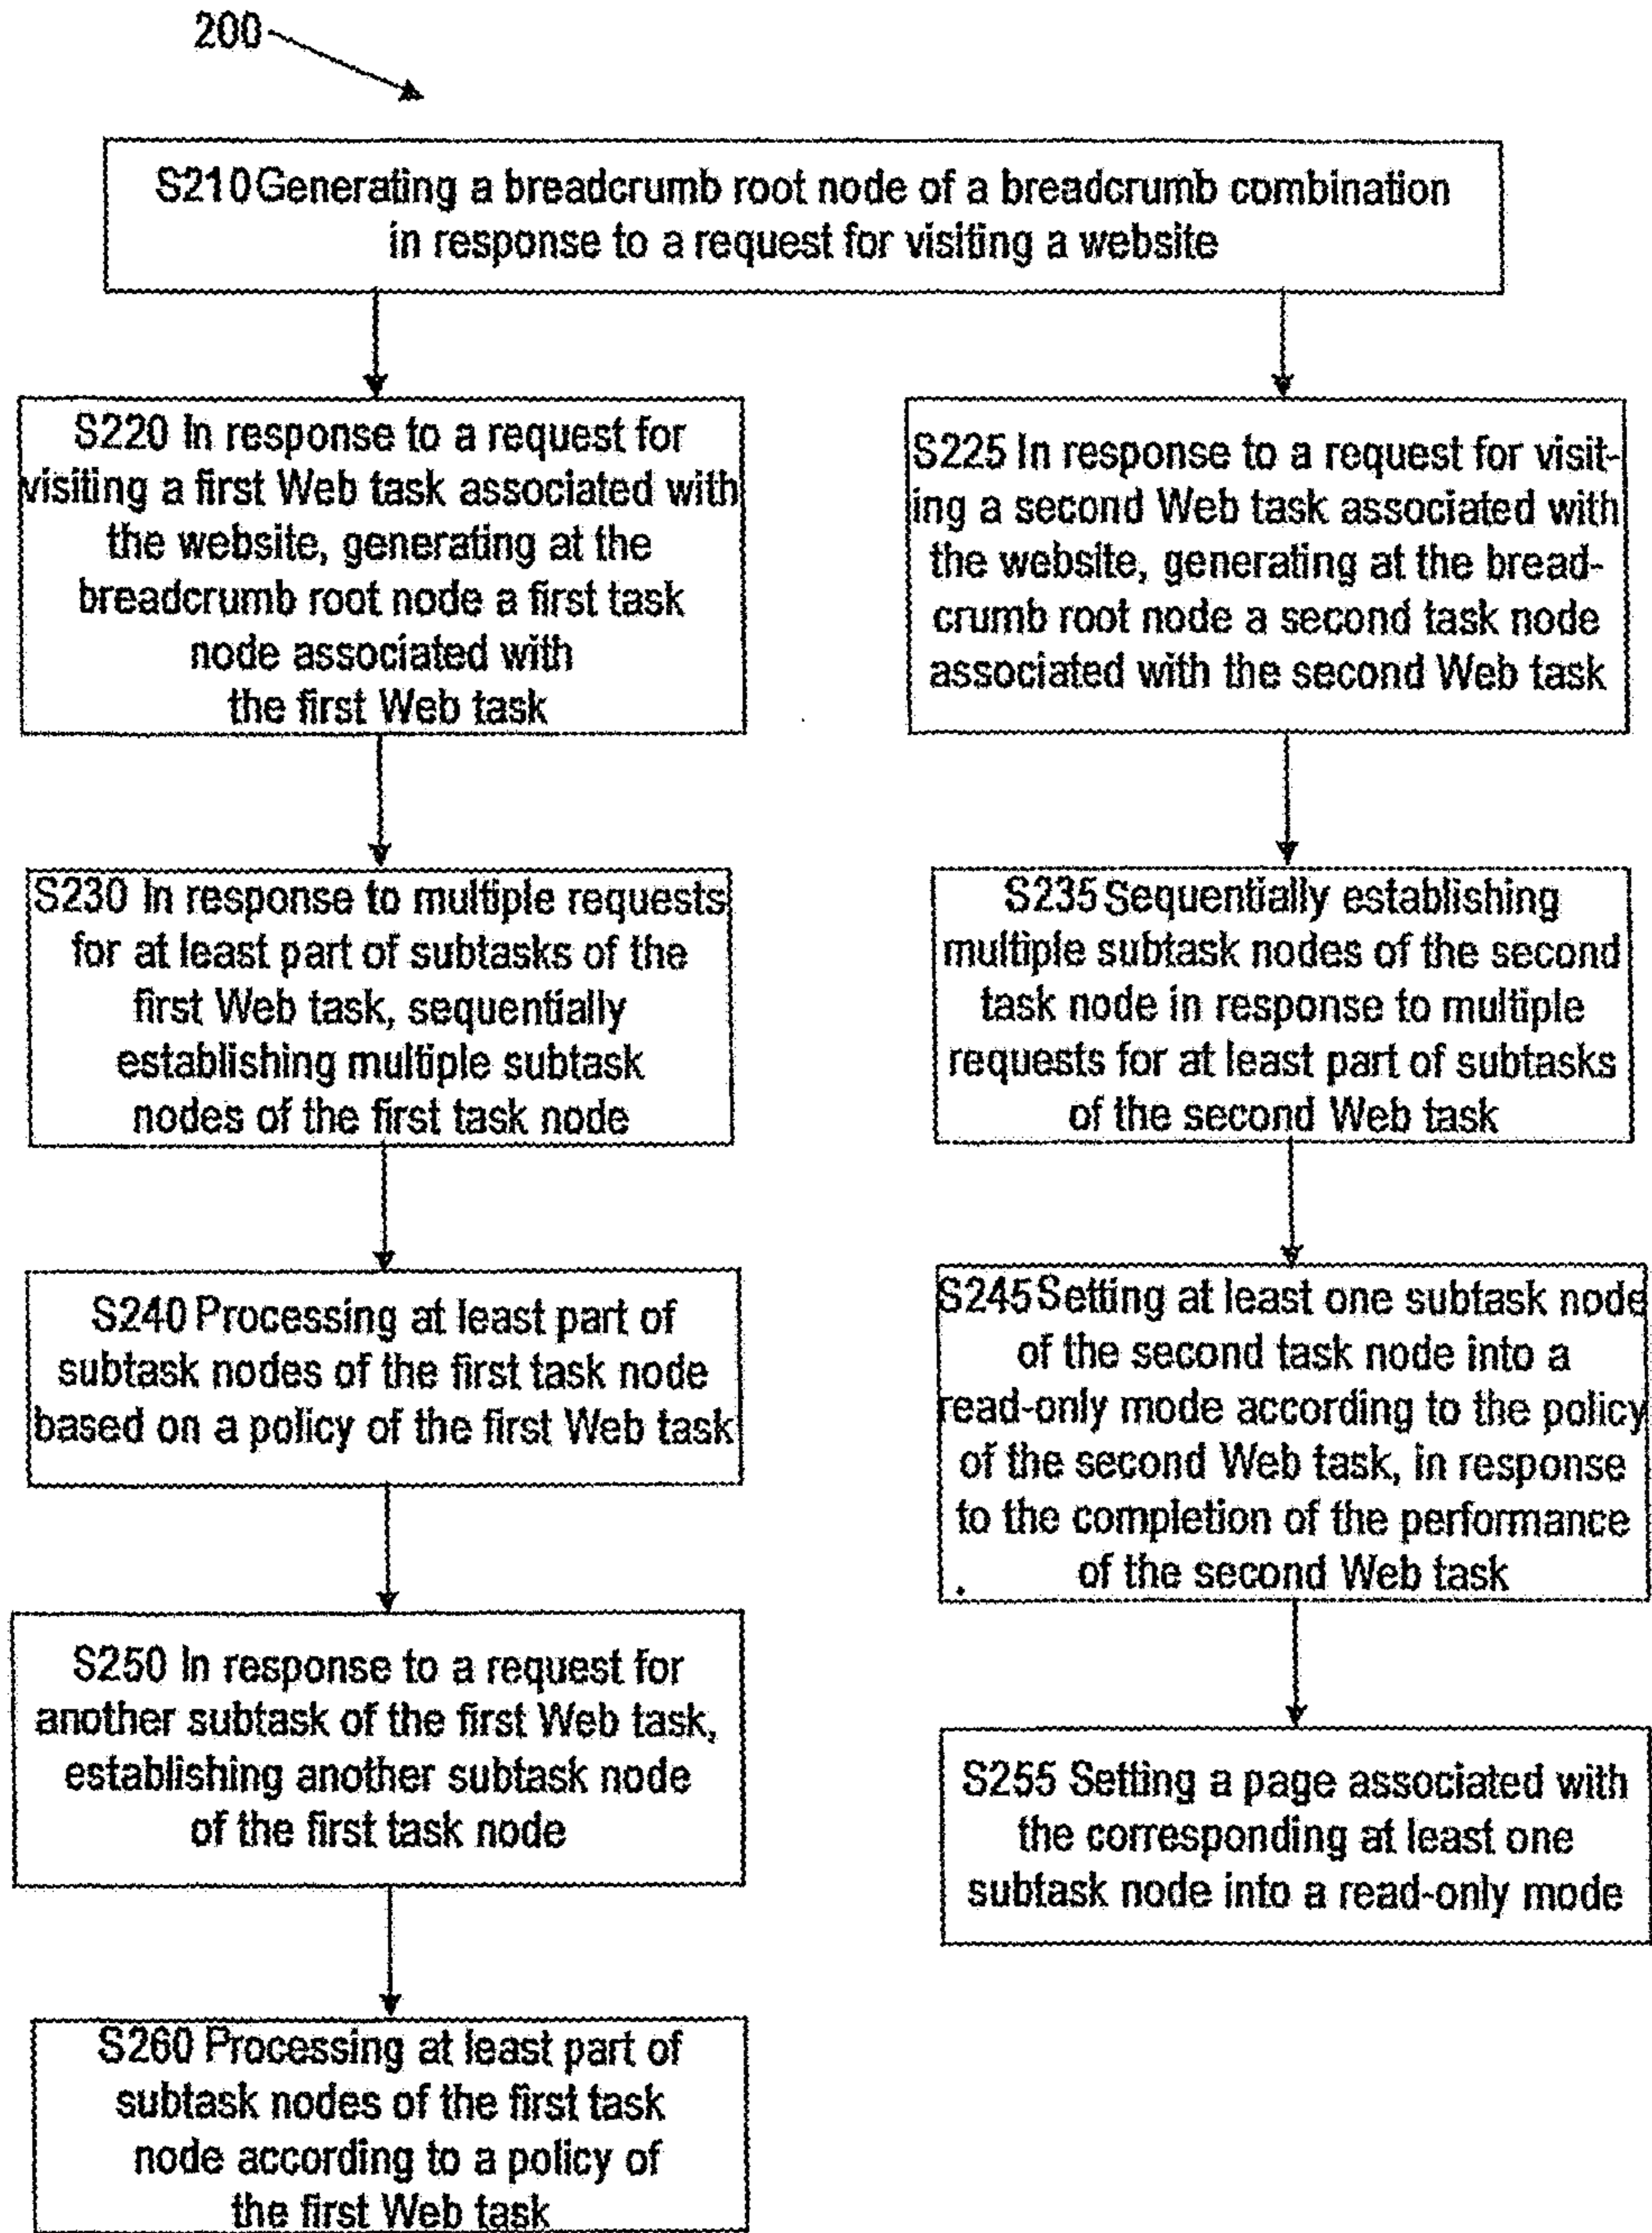 200
S210 Generating a breadcrumb root node of a breadcrumb combination
in response to a request for visiting a website
S220 In response to a request for
visiting a first Web task associated with
the website, generating at the
breadcrumb root node a first task
node associated with
the first Web task
S230 In response to multiple requests
for at least part of subtasks of the
first Web task, sequentially
establishing multiple subtask
nodes of the first task node
S240 Processing at least part of
subtask nodes of the first task node
based on a policy of the first Web task
S250 In response to a request for
another subtask of the first Web task,
establishing another subtask node
of the first task node
S260 Processing at least part of
subtask nodes of the first task
node according to a policy of
the first Web task
S225 In response to a request for visit-
ing a second Web task associated with
the website, generating at the bread-
crumb root node a second task node
associated with the second Web task
S235 Sequentially establishing
multiple subtask nodes of the second
task node in response to multiple
requests for at least part of subtasks
of the second Web task
S245 Setting at least one subtask node
of the second task node into a
read-only mode according to the policy
of the second Web task, in response
to the completion of the performance
of the second Web task
S255 Setting a page associated with
the corresponding at least one
subtask node into a read-only mode